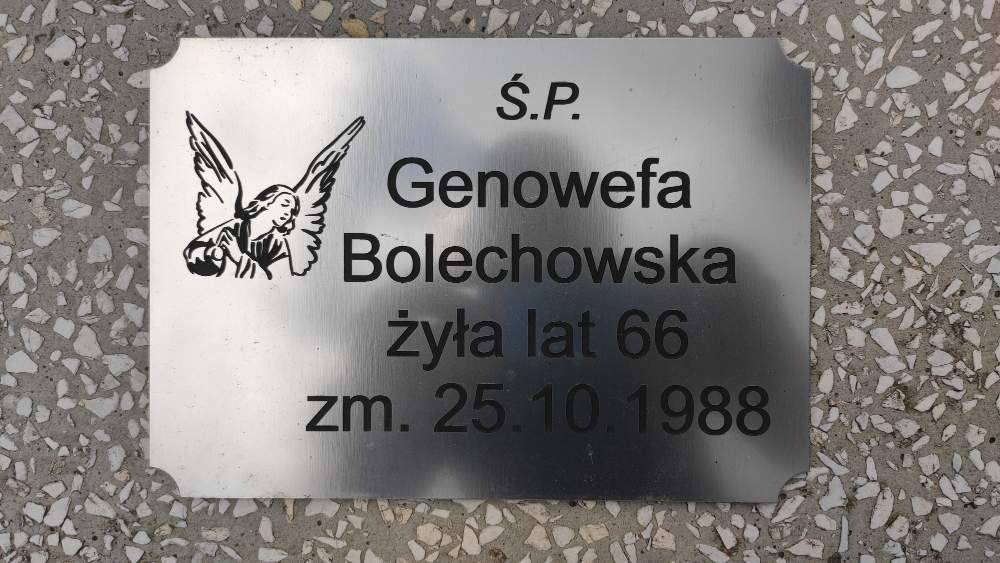 Ś.P.
Genowefa
Bolechowska
żyła lat 66
zm. 25.10.1988